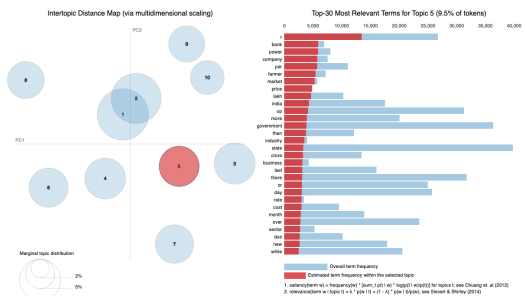 Intertopic Distance Map (via multidimensional scaling)
Top-30 Most Relevant Terms for Topic 5 (9.5% of tokens)
PC2
PC1
9
8
10
2
1
5
3
4
6
7
Marginal topic distribution
2%
5%
0
5,000
10,000
15,000
20,000
25,000
30,000
35,000
40,000
r
bank
power
company
per
farmer
market
price
lakh
india
up
more
government
than
industry
state
crore
business
last
there
or
day
rate
cost
month
over
sector
due
new
while
Overall term frequency
Estimated term frequency within the selected topic
1. saliency(term w) = frequency(w) * [sum_t p(t | w) * log(p(t | w)/p(t))] for topics t; see Chuang et. al (2012)
2. relevance(term w | topic t) = λ * p(w | t) + (1 - λ) * p(w | t)/p(w); see Sievert & Shirley (2014)